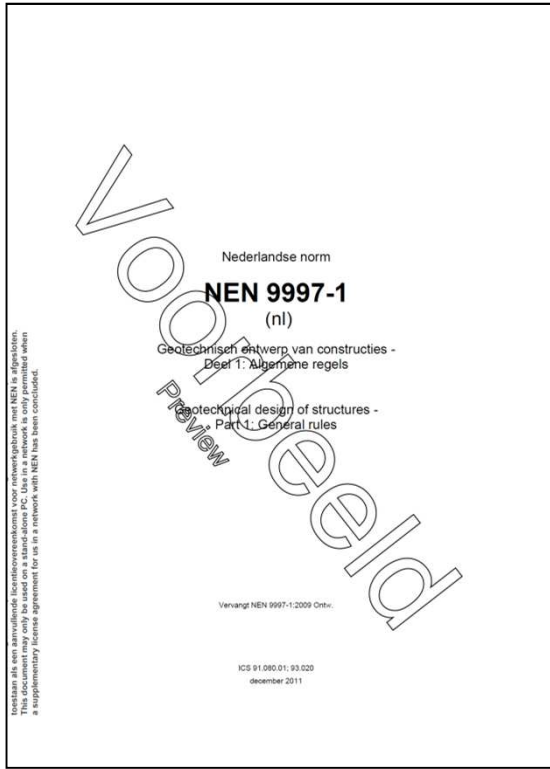 Nederlandse norm
NEN 9997-1
(nl)
Geotechnisch ontwerp van constructies -
Deel 1: Algemene regels
Geotechnical design of structures -
Part 1: General rules
Voorbeeld
Preview
Vervangt NEN 9997-1:2009 Ontw.
ICS 91.080.01; 93.020
december 2011
toestaan als een aanvullende licentieovereenkomst voor netwerkgebruik met NEN is afgesloten.
This document may only be used on a stand-alone PC. Use in a network is only permitted when
a supplementary license agreement for us in a network with NEN has been concluded.